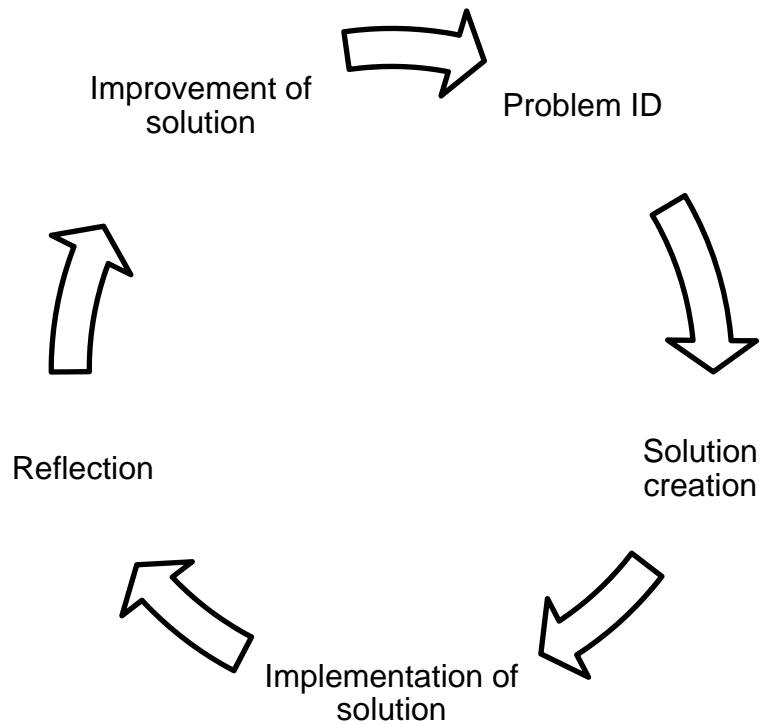 Improvement of
solution
Problem ID
Solution
creation
Implementation of
solution
Reflection